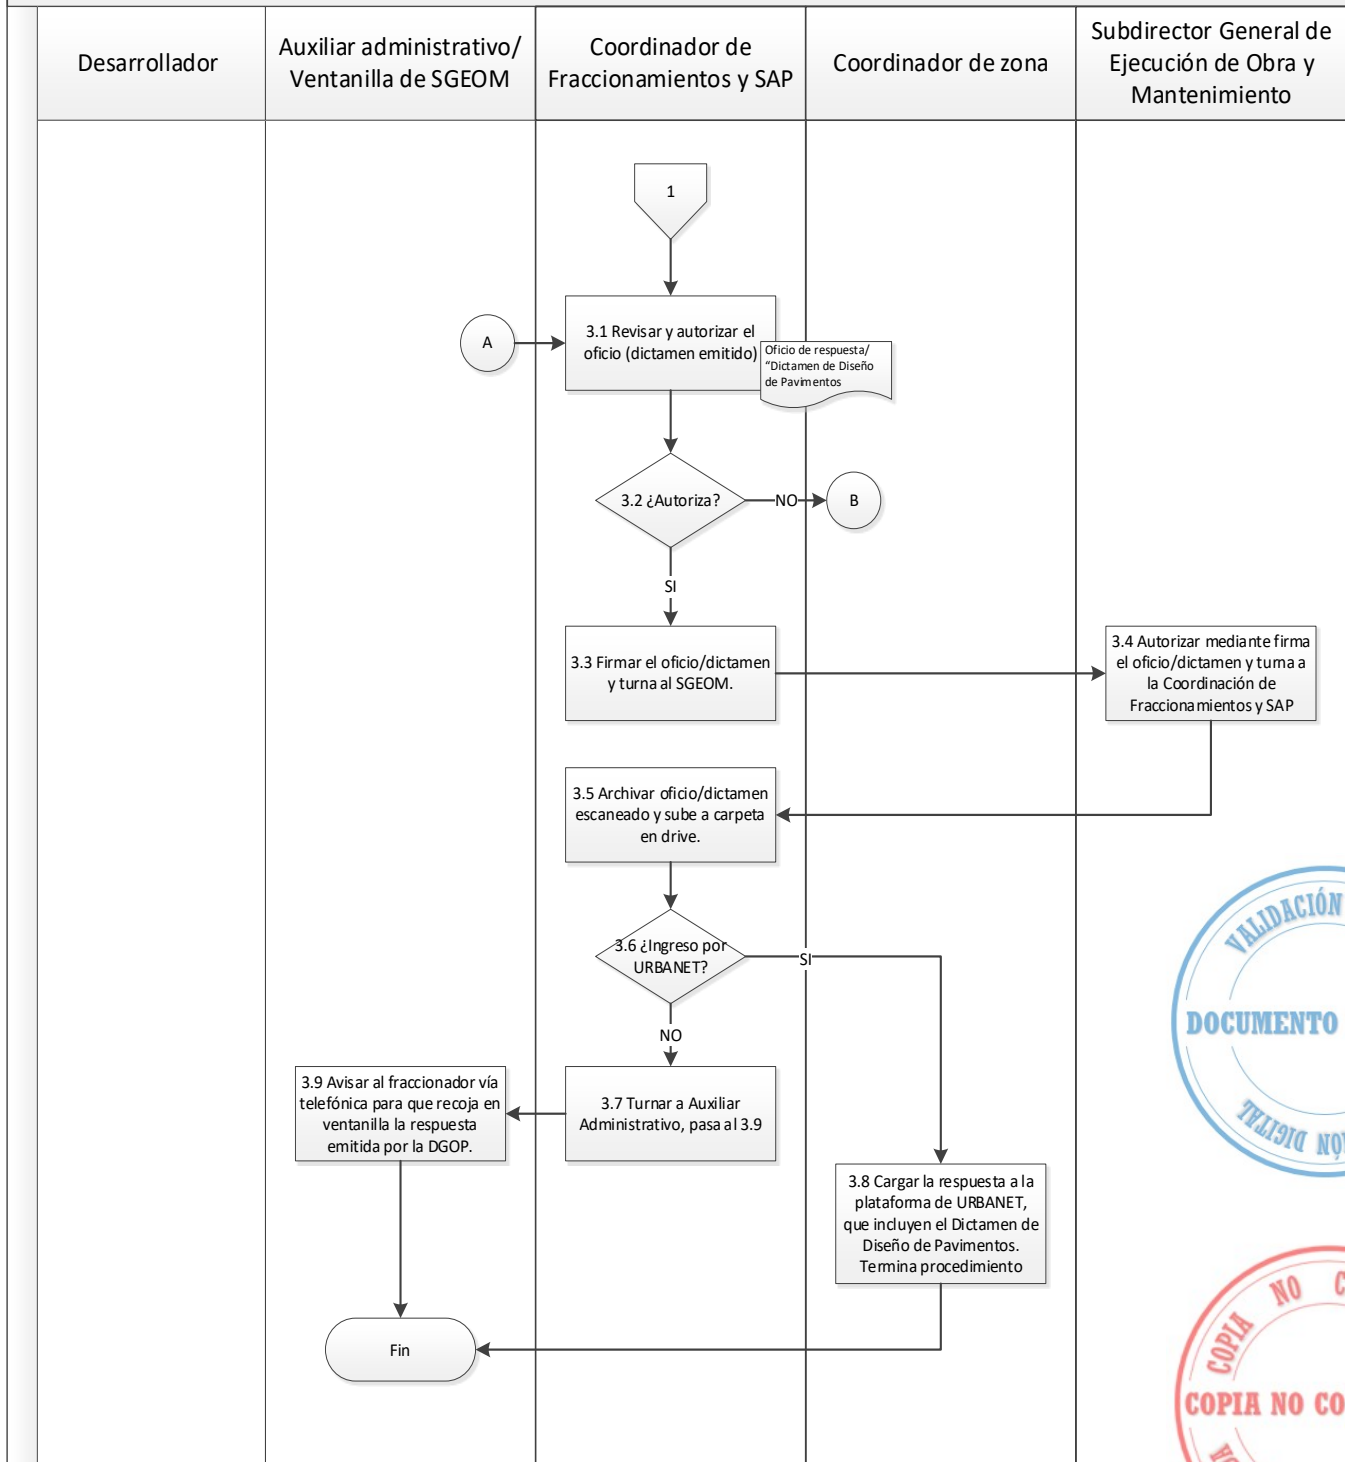 Desarrollador
Auxiliar administrativo/
Ventanilla de SGEOM
Coordinador de
Fraccionamientos y SAP
Coordinador de zona
Subdirector General de
Ejecución de Obra y
Mantenimiento
1
A
3.1 Revisar y autorizar el
oficio (dictamen emitido)
Oficio de respuesta/
“Dictamen de Diseño
de Pavimentos
3.2 ¿Autoriza?
NO
B
SI
3.3 Firmar el oficio/dictamen
y turna al SGEOM.
3.4 Autorizar mediante firma
el oficio/dictamen y turna a
la Coordinación de
Fraccionamientos y SAP
3.5 Archivar oficio/dictamen
escaneado y sube a carpeta
en drive.
3.6 ¿Ingreso por
URBANET?
SI
NO
3.7 Turnar a Auxiliar
Administrativo, pasa al 3.9
3.9 Avisar al fraccionador vía
telefónica para que recoja en
ventanilla la respuesta
emitida por la DGOP.
3.8 Cargar la respuesta a la
plataforma de URBANET,
que incluyen el Dictamen de
Diseño de Pavimentos.
Termina procedimiento
Fin
VALIDACIÓN
DOCUMENTO
DIGITAL
COPIA NO
COPIA NO